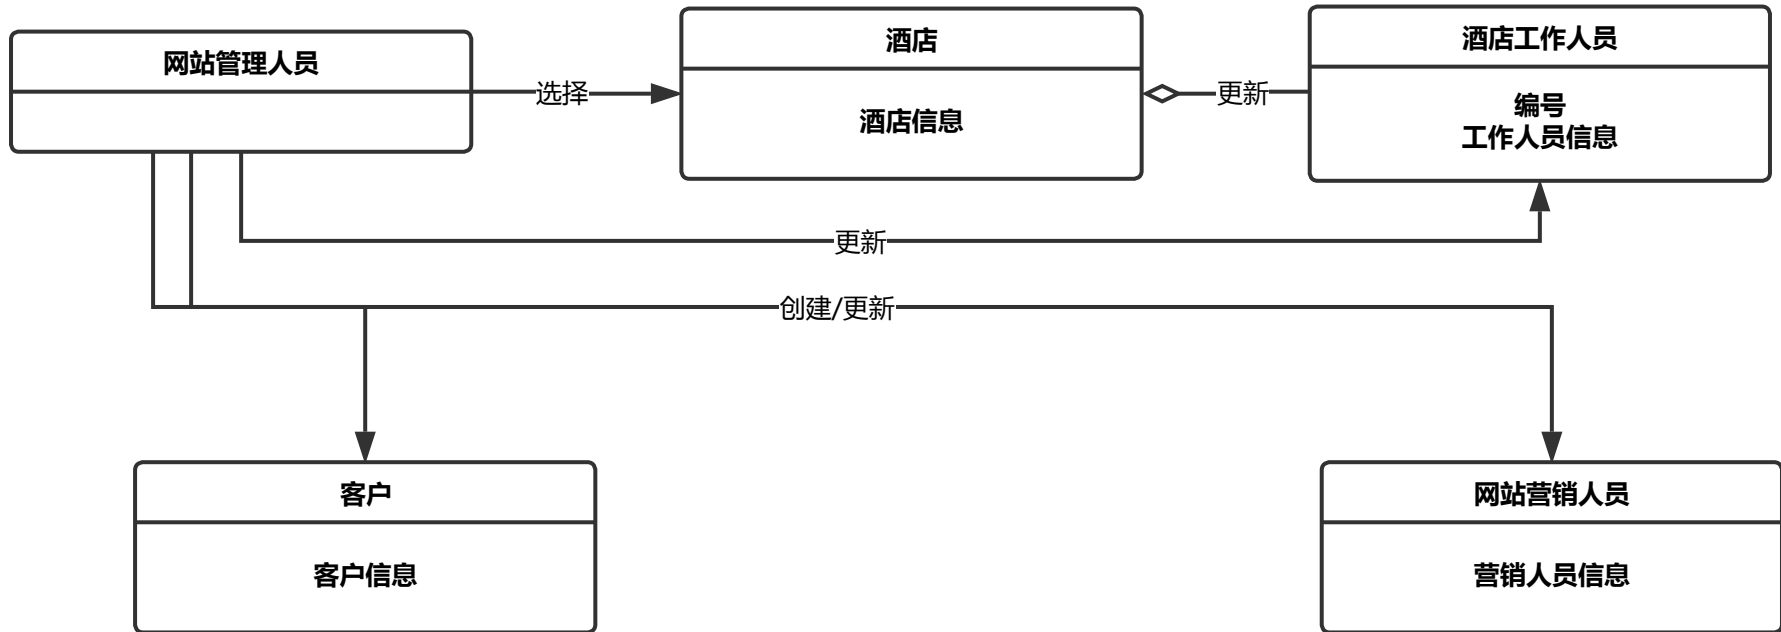 网站管理人员
酒店
酒店信息
酒店工作人员
编号
工作人员信息
选择
更新
更新
创建/更新
客户
客户信息
网站营销人员
营销人员信息